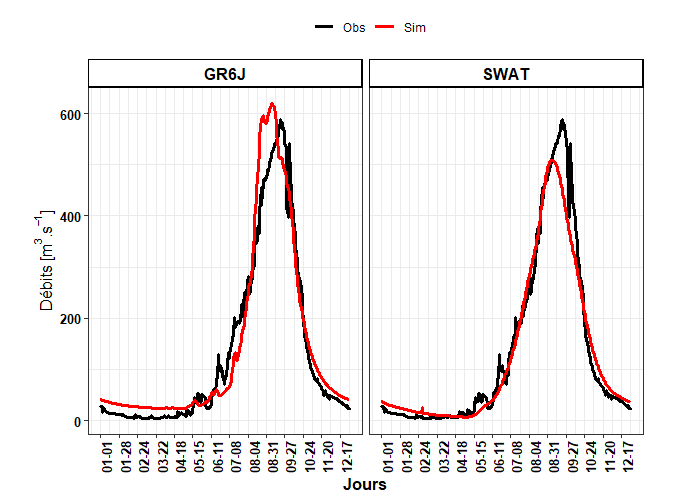 Obs Sim
GR6J SWAT
600
400
200
0
Débits [m³.s⁻¹]
01-01 01-28 02-24 03-22 04-18 05-15 06-11 07-08 08-04 08-31 09-27 10-24 11-20 12-17
01-01 01-28 02-24 03-22 04-18 05-15 06-11 07-08 08-04 08-31 09-27 10-24 11-20 12-17
Jours